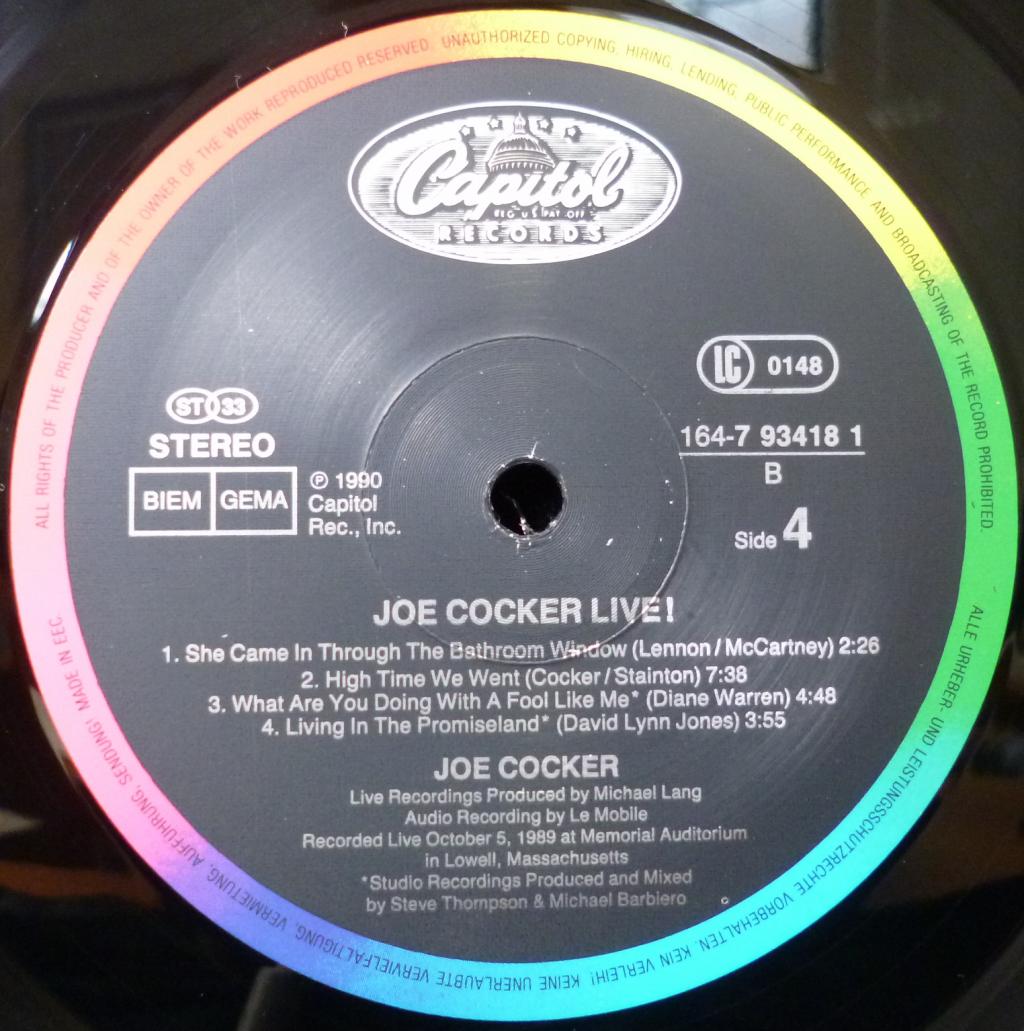 ALL RIGHTS OF THE PRODUCER AND OF THE OWNER OF THE WORK REPRODUCED RESERVED. UNAUTHORIZED COPYING, HIRING, LENDING, PUBLIC PERFORMANCE AND BROADCASTING OF THE RECORD PROHIBITED.
Capitol
REG. U.S. PAT. OFF.
RECORDS
LC 0148
ST 33
STEREO
BIEM GEMA
℗ 1990
Capitol
Rec., Inc.
164-7 93418 1
B
Side 4
JOE COCKER LIVE!
1. She Came In Through The Bathroom Window (Lennon/McCartney) 2:26
2. High Time We Went (Cocker/Stainton) 7:38
3. What Are You Doing With A Fool Like Me* (Diane Warren) 4:48
4. Living In The Promiseland* (David Lynn Jones) 3:55
JOE COCKER
Live Recordings Produced by Michael Lang
Audio Recording by Le Mobile
Recorded Live October 5, 1989 at Memorial Auditorium
in Lowell, Massachusetts
*Studio Recordings Produced and Mixed
by Steve Thompson & Michael Barbiero
ALLE URHEBER- UND LEISTUNGSSCHUTZRECHTE VORBEHALTEN. KEIN VERLEIH! KEINE UNERLAUBTE VERVIELFÄLTIGUNG, VERMIETUNG, AUFFÜHRUNG, SENDUNG! MADE IN EEC.